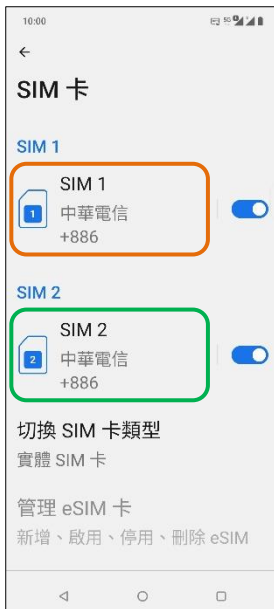 10:00
5G
SIM 卡
SIM 1
SIM 1
1
中華電信
+886
SIM 2
SIM 2
2
中華電信
+886
切換 SIM 卡類型
實體 SIM 卡
管理 eSIM 卡
新增、啟用、停用、刪除 eSIM